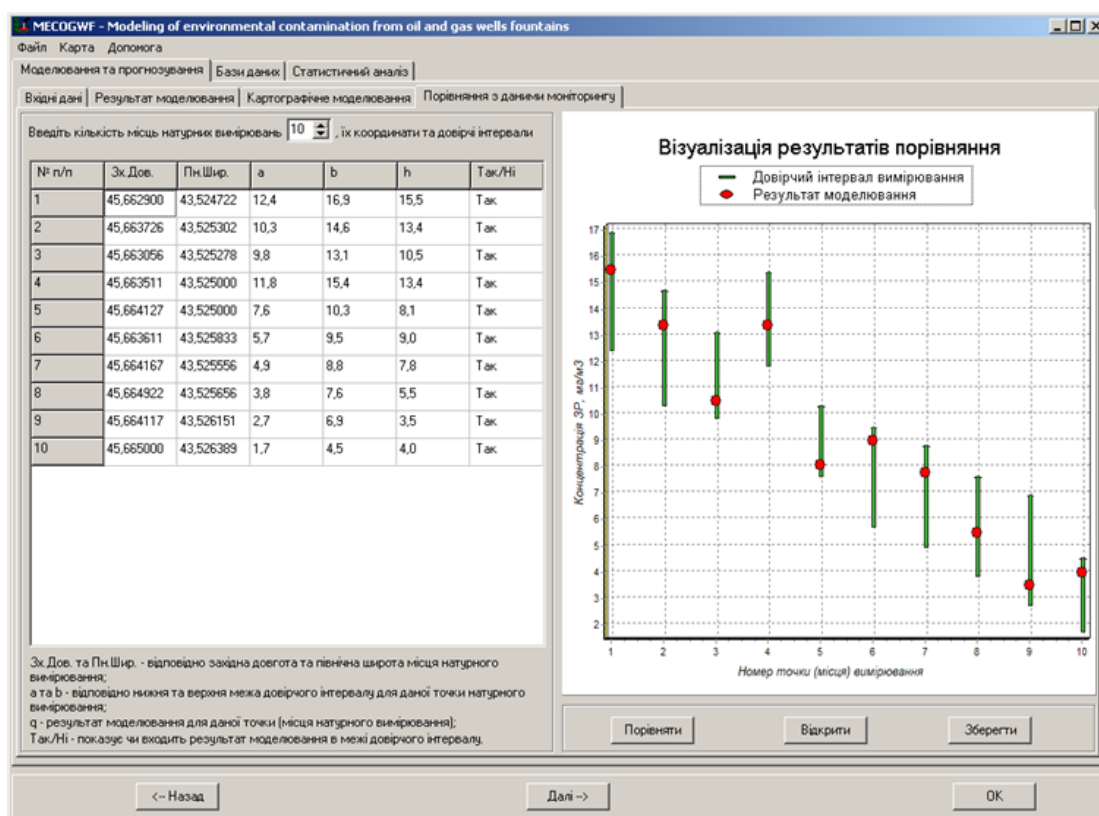 MECOGWF - Modeling of environmental contamination from oil and gas wells fountains
Файл Карта Допомога
Моделювання та прогнозування Бази даних Статистичний аналіз
Вхідні дані Результат моделювання Картографічне моделювання Порівняння з даними моніторингу
Введіть кількість місць натурних вимірювань 10 , їх координати та довірчі інтервали
№ п/п Зх.Дов. Пн.Шир. a b h Так/Ні
1 45,662900 43,524722 12,4 16,9 15,5 Так
2 45,663726 43,525302 10,3 14,6 13,4 Так
3 45,663056 43,525278 9,8 13,1 10,5 Так
4 45,663511 43,525000 11,8 15,4 13,4 Так
5 45,664127 43,525000 7,6 10,3 8,1 Так
6 45,663611 43,525833 5,7 9,5 9,0 Так
7 45,664167 43,525556 4,9 8,8 7,8 Так
8 45,664922 43,525656 3,8 7,6 5,5 Так
9 45,664117 43,526151 2,7 6,9 3,5 Так
10 45,665000 43,526389 1,7 4,5 4,0 Так
Зх.Дов. та Пн.Шир. - відповідно західна довгота та північна широта місця натурного
вимірювання;
a та b - відповідно нижня та верхня межа довірчого інтервалу для даної точки натурного
вимірювання;
q - результат моделювання для даної точки (місця натурного вимірювання);
Так/Ні - показує чи входить результат моделювання в межі довірчого інтервалу.
Візуалізація результатів порівняння
Довірчий інтервал вимірювання
Результат моделювання
Концентрація ЗР, мг/м3
17
16
15
14
13
12
11
10
9
8
7
6
5
4
3
2
1 2 3 4 5 6 7 8 9 10
Номер точки (місця) вимірювання
Порівняти Відкрити Зберегти
<-- Назад Далі --> OK